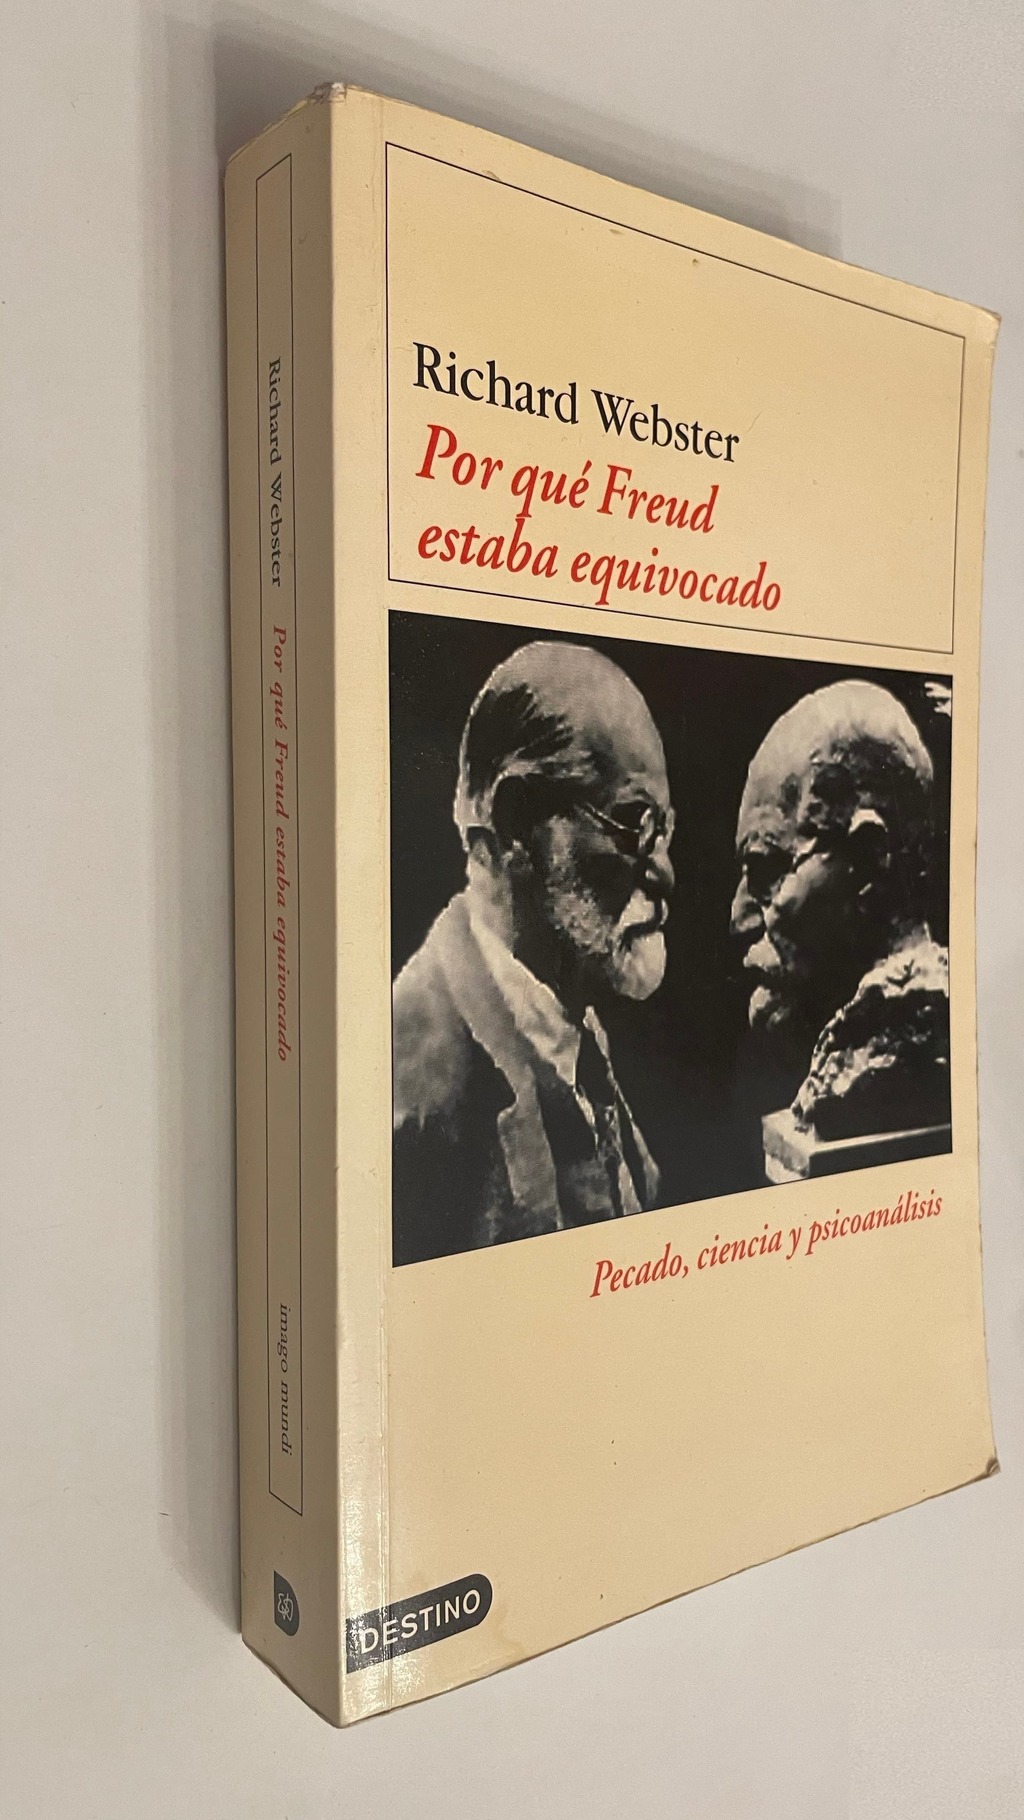 Richard Webster
Por qué Freud
estaba equivocado
Pecado, ciencia y psicoanálisis
DESTINO
Richard Webster Por qué Freud estaba equivocado imago mundi